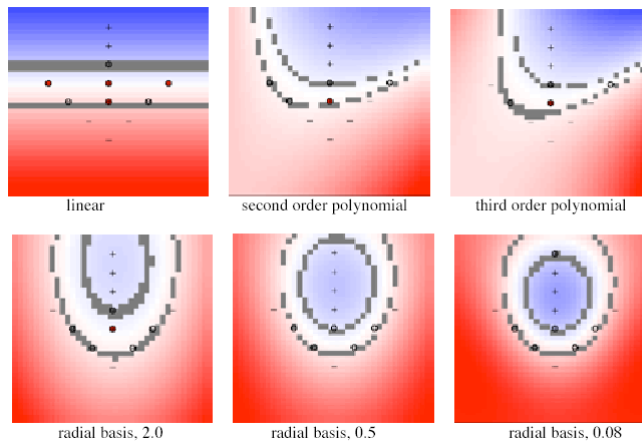 linear
second order polynomial
third order polynomial
radial basis, 2.0
radial basis, 0.5
radial basis, 0.08